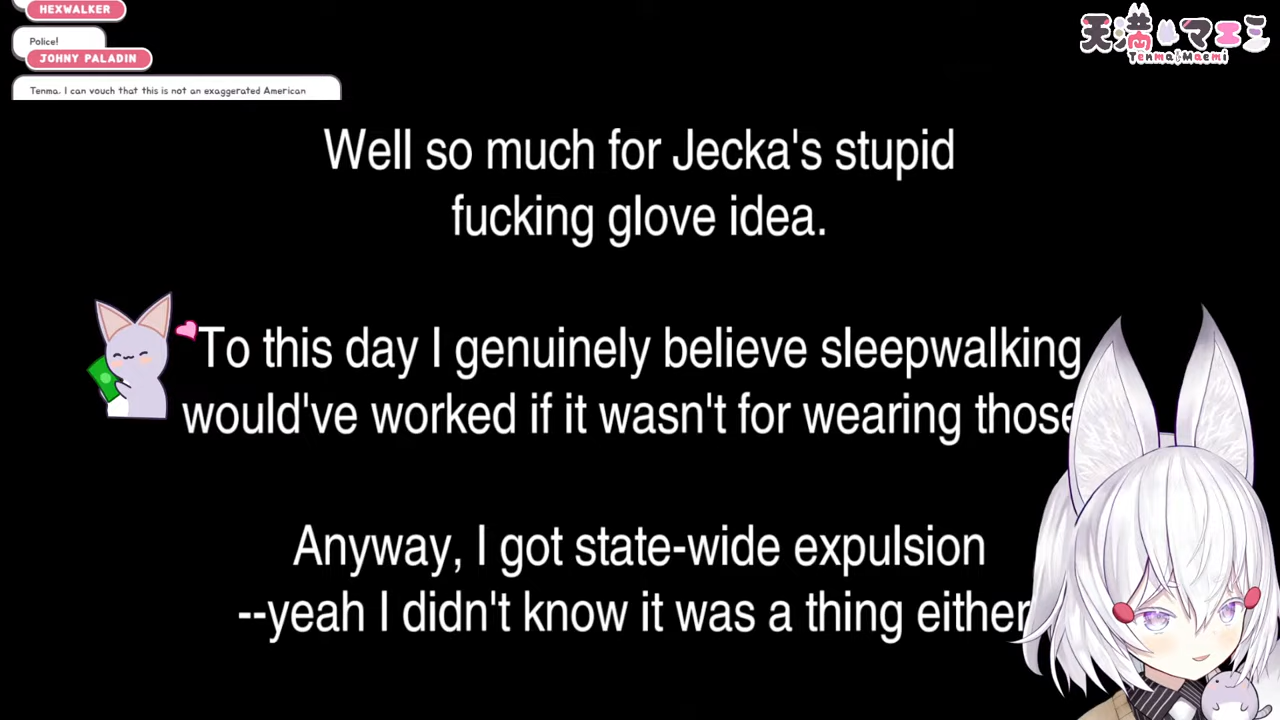 HEXWALKER
Police!
JOHNY PALADIN
Tenma, I can vouch that this is not an exaggerated American
天満マエミ
Tenma Maemi
Well so much for Jecka's stupid
fucking glove idea.
To this day I genuinely believe sleepwalking
would've worked if it wasn't for wearing those
Anyway, I got state-wide expulsion
--yeah I didn't know it was a thing either